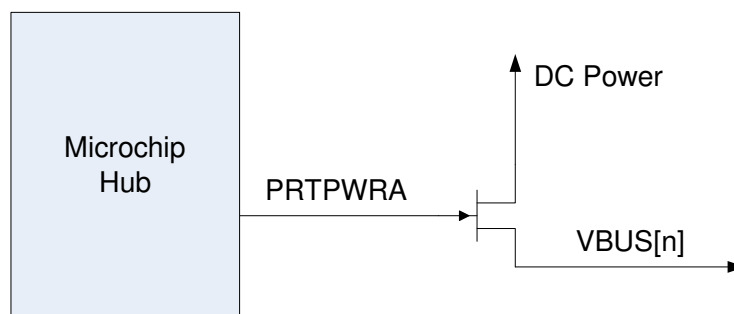 Microchip
Hub
PRTPWRA
DC Power
VBUS[n]